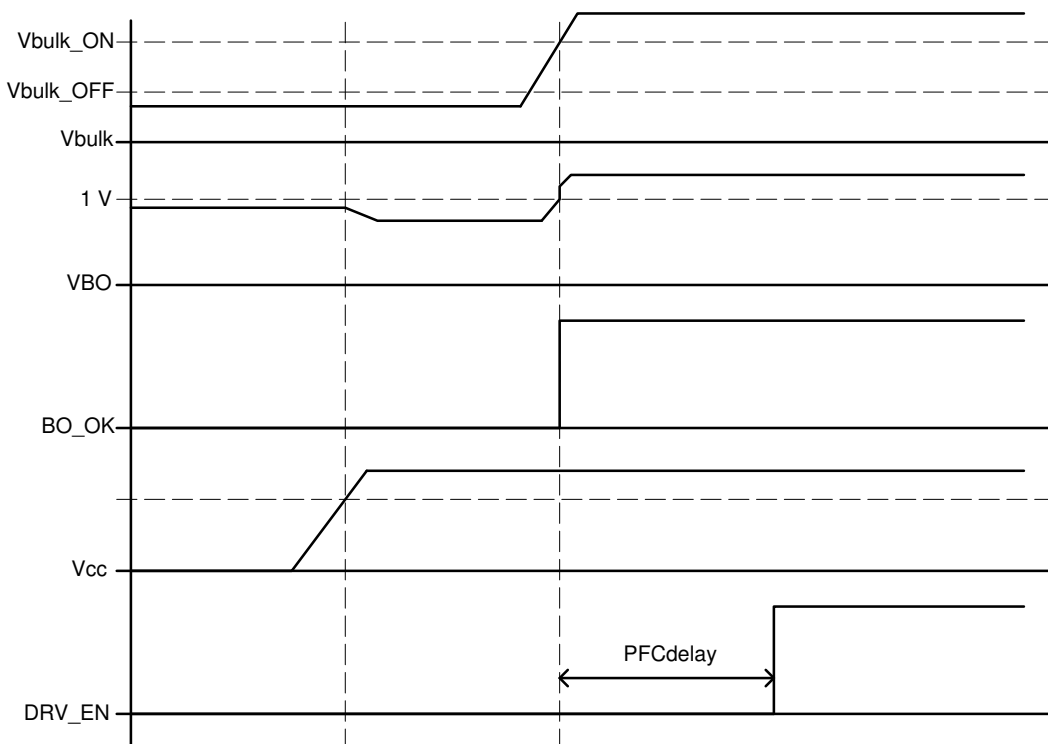 Vbulk_ON
Vbulk_OFF
Vbulk
1 V
VBO
BO_OK
Vcc
PFCdelay
DRV_EN